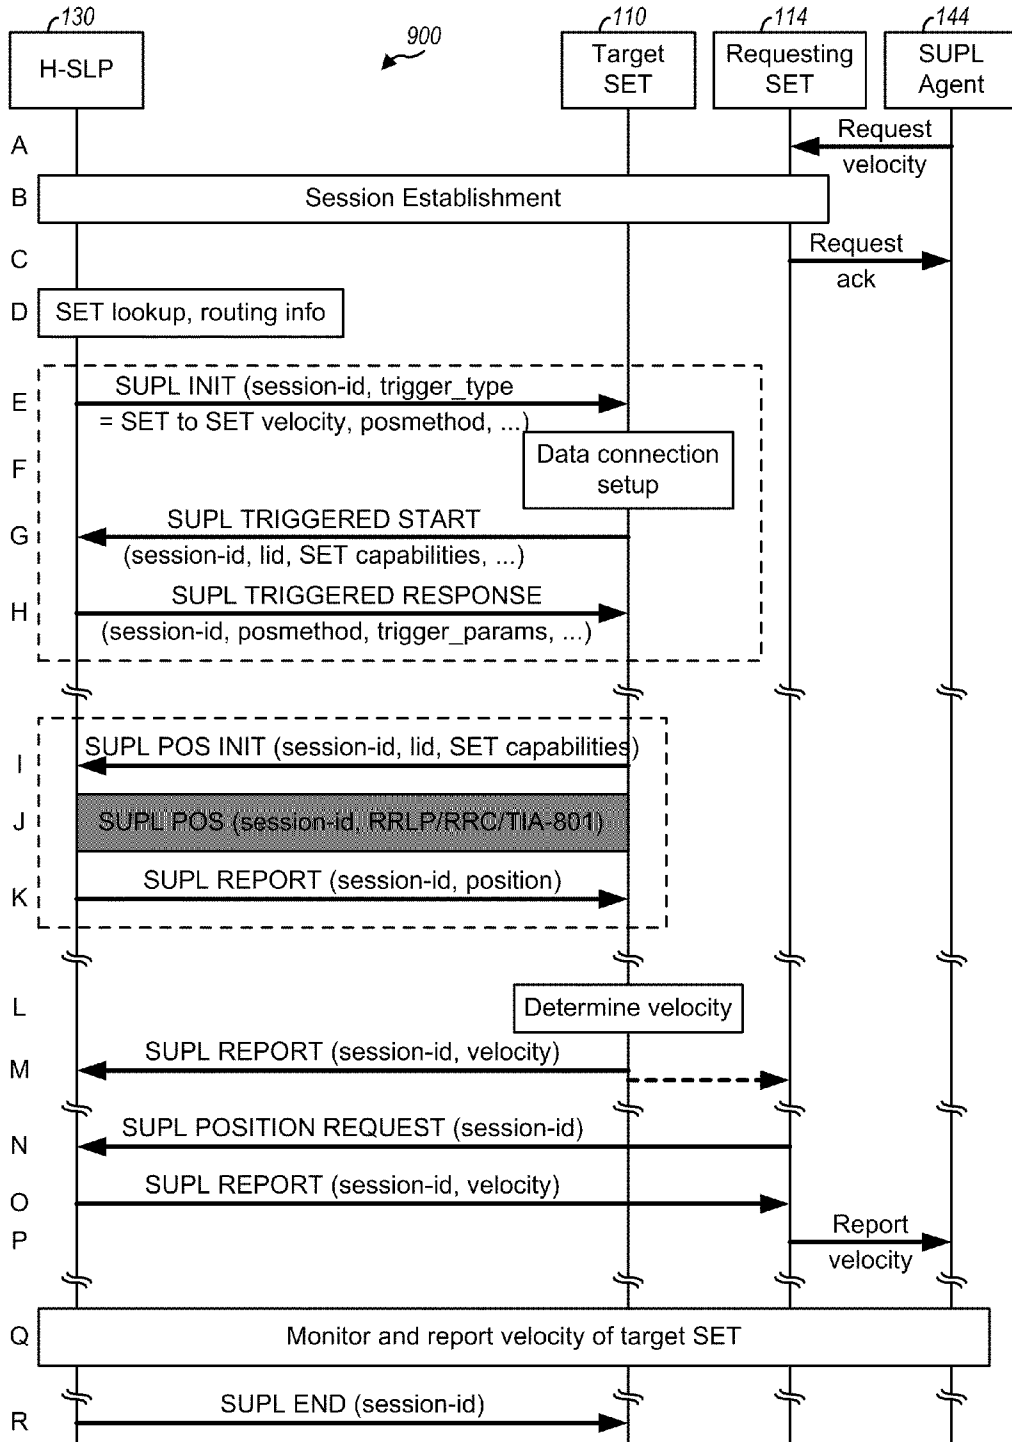 130
110
114
144
900
H-SLP
Target
SET
Requesting
SET
SUPL
Agent
A
Request
velocity
B
Session Establishment
C
Request
ack
D
SET lookup, routing info
E
SUPL INIT (session-id, trigger_type
= SET to SET velocity, posmethod, ...)
F
Data connection
setup
G
SUPL TRIGGERED START
(session-id, lid, SET capabilities, ...)
H
SUPL TRIGGERED RESPONSE
(session-id, posmethod, trigger_params, ...)
I
SUPL POS INIT (session-id, lid, SET capabilities)
J
SUPL POS (session-id, RRLP/RRC/TIA-801)
K
SUPL REPORT (session-id, position)
L
Determine velocity
M
SUPL REPORT (session-id, velocity)
N
SUPL POSITION REQUEST (session-id)
O
SUPL REPORT (session-id, velocity)
P
Report
velocity
Q
Monitor and report velocity of target SET
R
SUPL END (session-id)